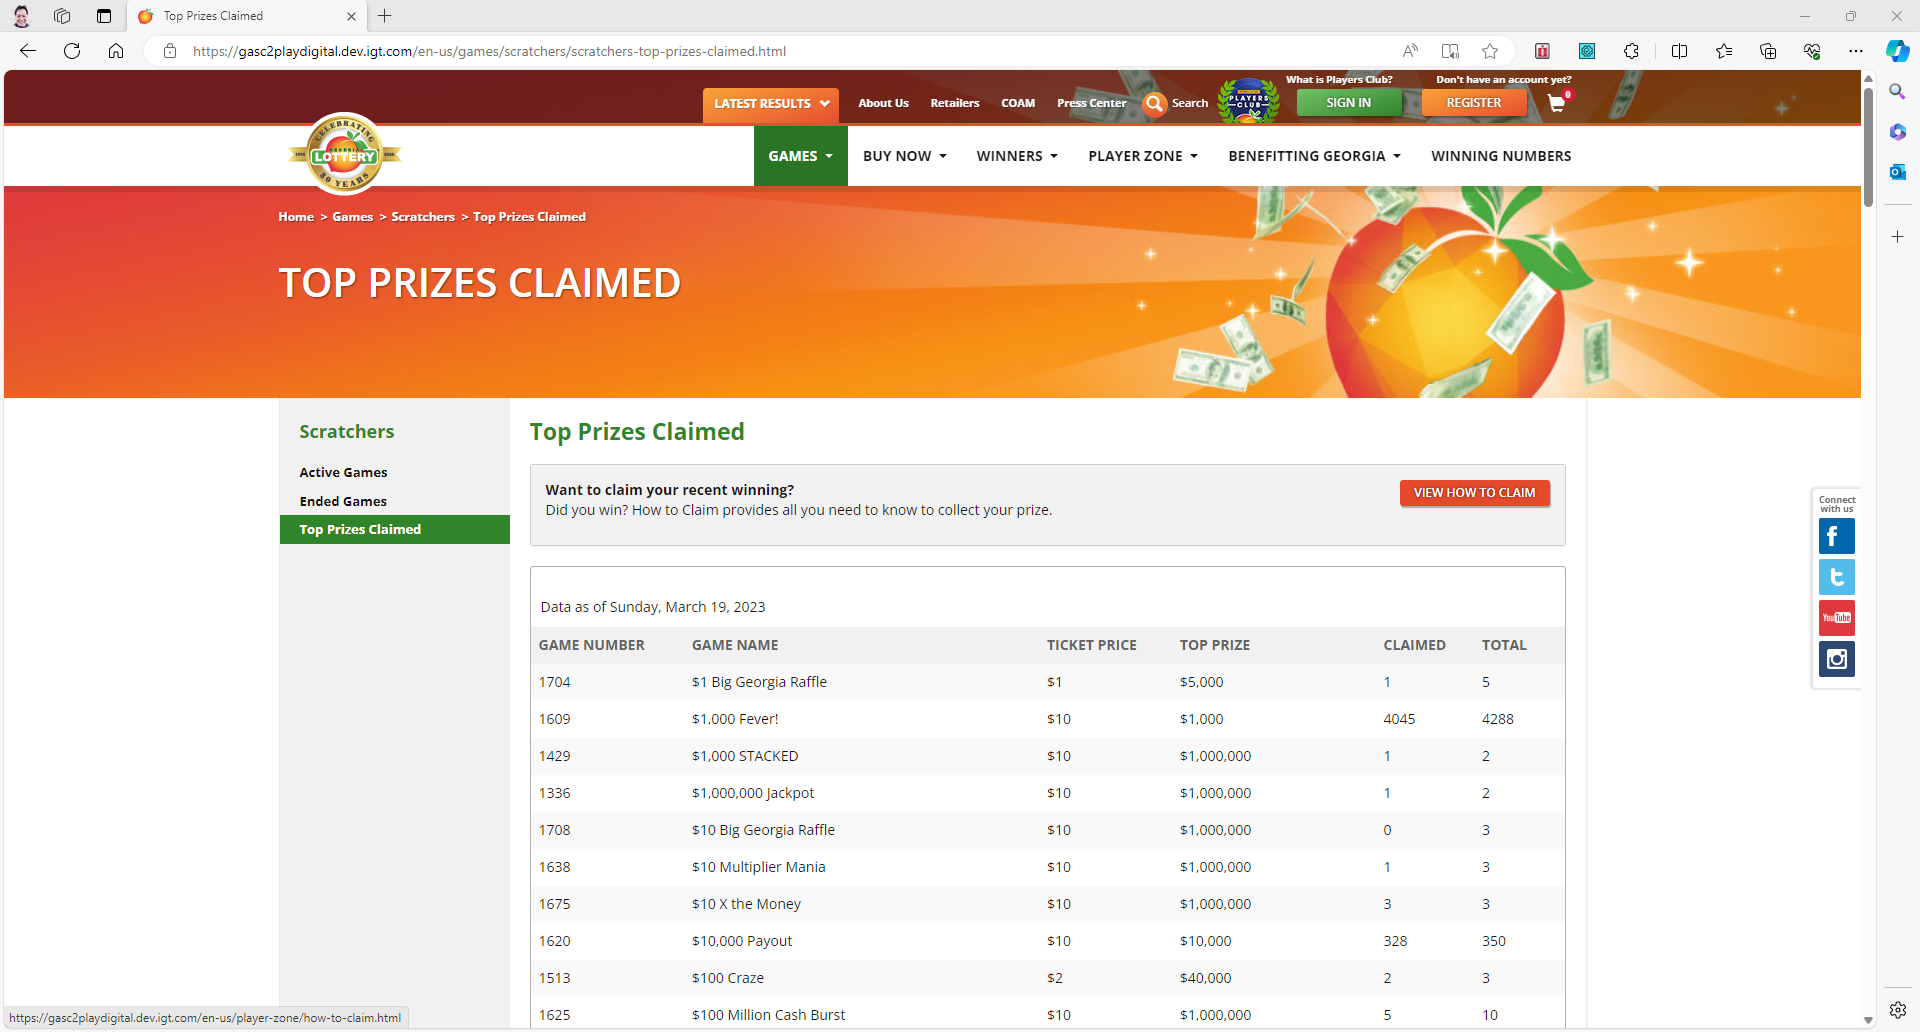 Top Prizes Claimed
https://gasc2playdigital.dev.igt.com/en-us/games/scratchers/scratchers-top-prizes-claimed.html
What is Players Club?
Don't have an account yet?
LATEST RESULTS
About Us
Retailers
COAM
Press Center
Search
PLAYERS CLUB
SIGN IN
REGISTER
0
CELEBRATING
GEORGIA
LOTTERY
30 YEARS
GAMES
BUY NOW
WINNERS
PLAYER ZONE
BENEFITTING GEORGIA
WINNING NUMBERS
Home > Games > Scratchers > Top Prizes Claimed
TOP PRIZES CLAIMED
Scratchers
Active Games
Ended Games
Top Prizes Claimed
Top Prizes Claimed
Want to claim your recent winning?
Did you win? How to Claim provides all you need to know to collect your prize.
VIEW HOW TO CLAIM
Connect
with us
You Tube
Data as of Sunday, March 19, 2023
GAME NUMBER GAME NAME TICKET PRICE TOP PRIZE CLAIMED TOTAL
1704 $1 Big Georgia Raffle $1 $5,000 1 5
1609 $1,000 Fever! $10 $1,000 4045 4288
1429 $1,000 STACKED $10 $1,000,000 1 2
1336 $1,000,000 Jackpot $10 $1,000,000 1 2
1708 $10 Big Georgia Raffle $10 $1,000,000 0 3
1638 $10 Multiplier Mania $10 $1,000,000 1 3
1675 $10 X the Money $10 $1,000,000 3 3
1620 $10,000 Payout $10 $10,000 328 350
1513 $100 Craze $2 $40,000 2 3
1625 $100 Million Cash Burst $10 $1,000,000 5 10
https://gasc2playdigital.dev.igt.com/en-us/player-zone/how-to-claim.html